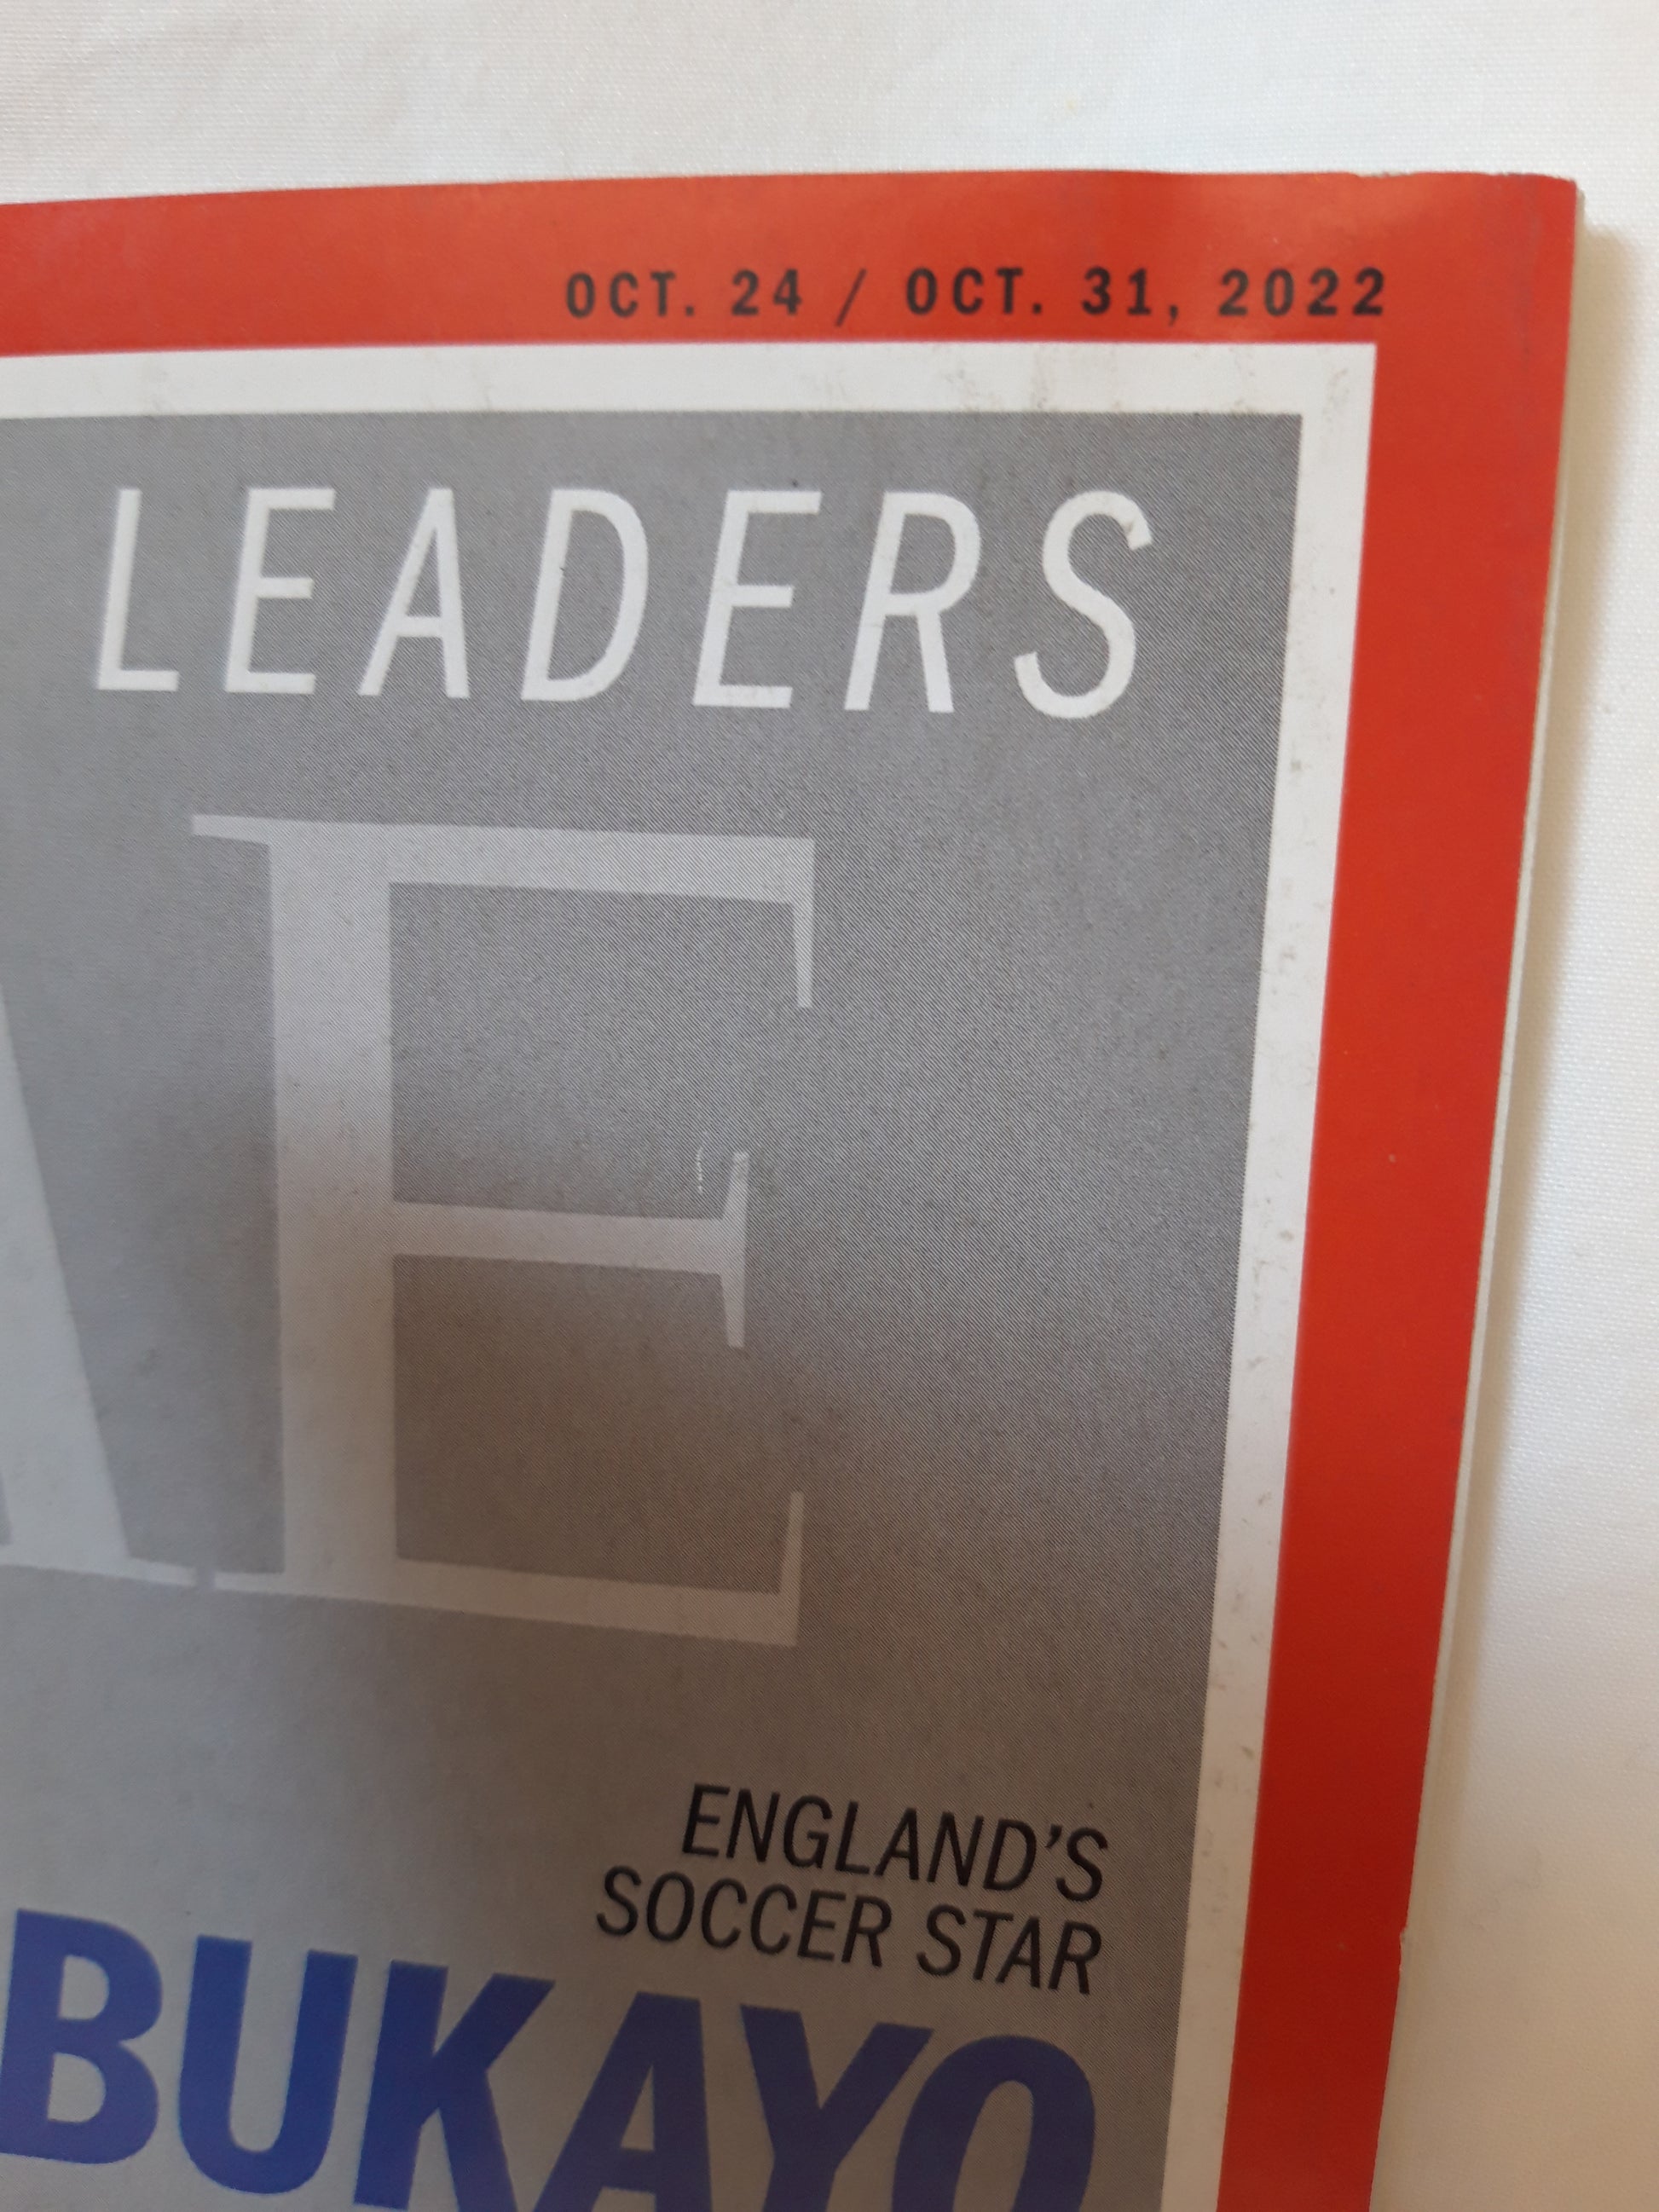 OCT. 24 / OCT. 31, 2022
LEADERS
E
ENGLAND'S
SOCCER STAR
BUKAYO